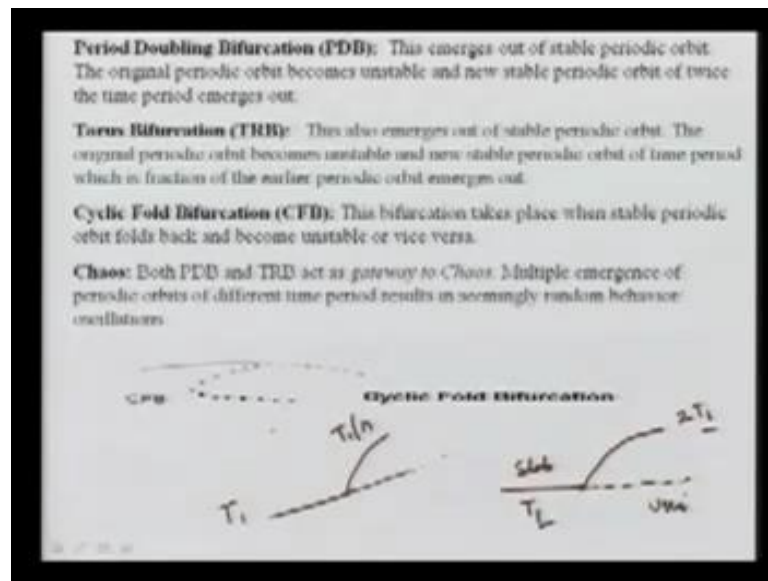 Period Doubling Bifurcation (PDB): This emerges out of stable periodic orbit.
The original periodic orbit becomes unstable and new stable periodic orbit of twice
the time period emerges out.
Torus Bifurcation (TRB): This also emerges out of stable periodic orbit. The
original periodic orbit becomes unstable and new stable periodic orbit of time period
which is fraction of the earlier periodic orbit emerges out.
Cyclic Fold Bifurcation (CFB): This bifurcation takes place when stable periodic
orbit folds back and become unstable or vice versa.
Chaos: Both PDB and TRB act as gateway to Chaos. Multiple emergence of
periodic orbits of different time period results in seemingly random behavior
oscillations
CFB Cyclic Fold Bifurcation
T₁/n 2T₁
Stab
T₁ Uns